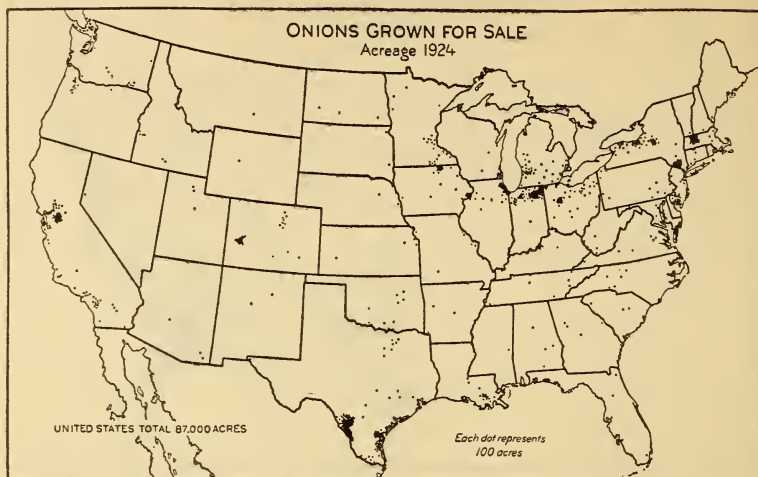 ONIONS GROWN FOR SALE
Acreage 1924
UNITED STATES TOTAL 87,000 ACRES
Each dot represents
100 acres